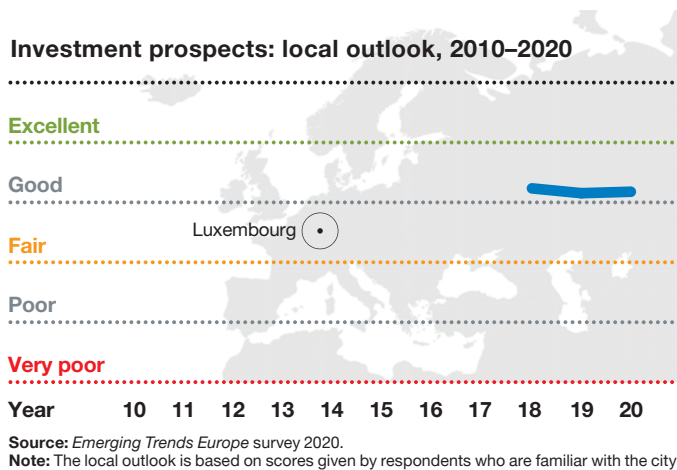 Investment prospects: local outlook, 2010–2020
Excellent
Good
Luxembourg
Fair
Poor
Very poor
Year 10 11 12 13 14 15 16 17 18 19 20
Source: Emerging Trends Europe survey 2020.
Note: The local outlook is based on scores given by respondents who are familiar with the city